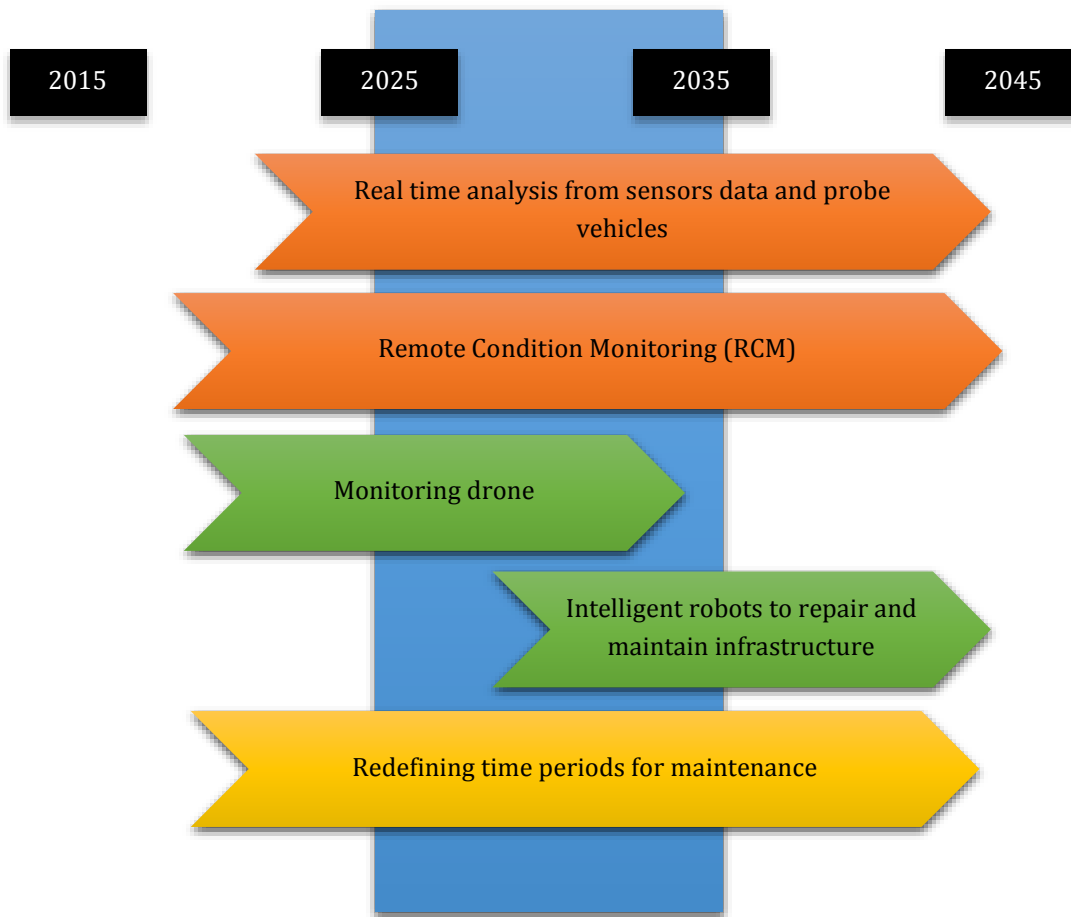 2015
2025
2035
2045
Real time analysis from sensors data and probe
vehicles
Remote Condition Monitoring (RCM)
Monitoring drone
Intelligent robots to repair and
maintain infrastructure
Redefining time periods for maintenance